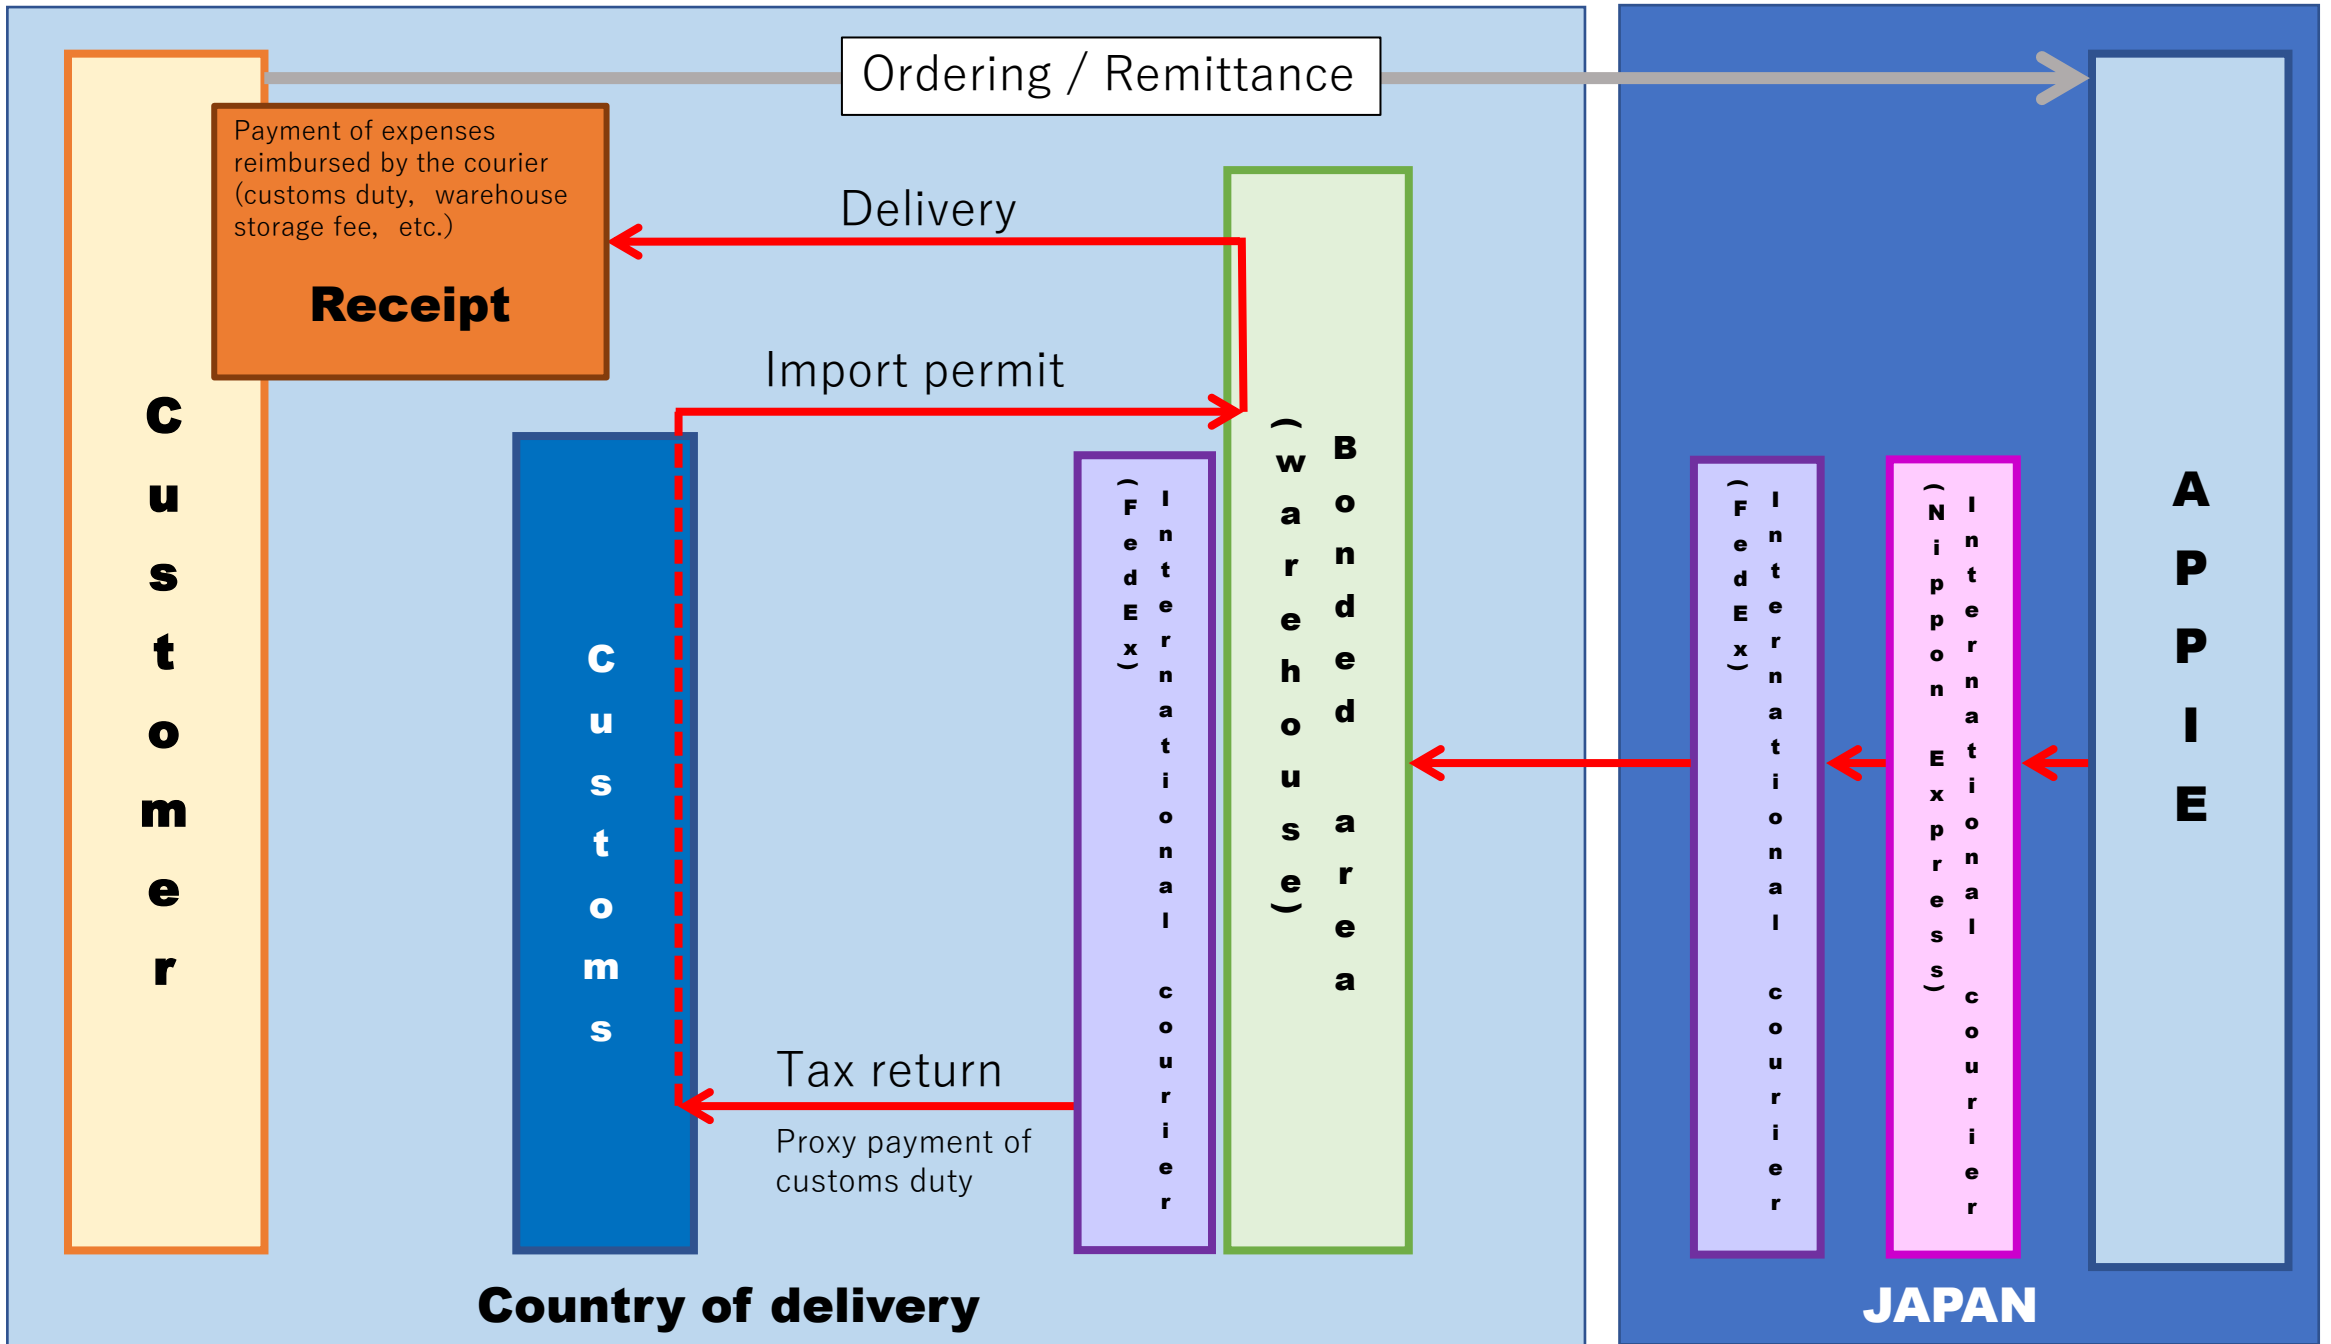 Ordering / Remittance
Payment of expenses
reimbursed by the courier
(customs duty, warehouse
storage fee, etc.)
Receipt
Delivery
Import permit
Customer
Customs
International courier
(FedEx)
Bonded area
(warehouse)
International courier
(FedEx)
International courier
(Nippon Express)
APPIE
Tax return
Proxy payment of
customs duty
Country of delivery
JAPAN